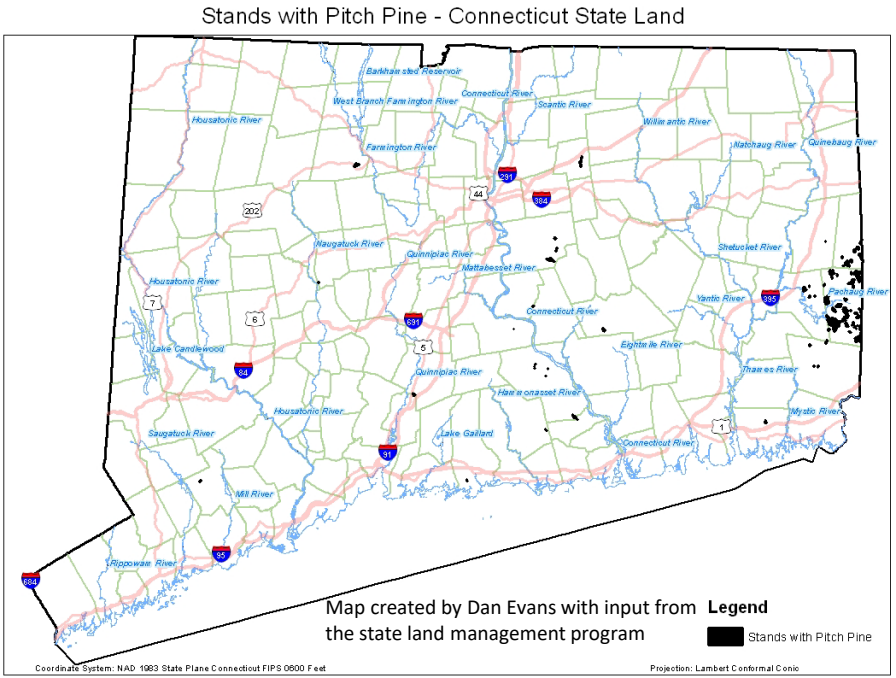 Stands with Pitch Pine - Connecticut State Land
Barkhamsted Reservoir
Connecticut River
West Branch Farmington River
Scantic River
Housatonic River
Willimantic River
Natchaug River
Quinebaug River
Farmington River
291
44
384
202
Naugatuck River
Shetucket River
Quinnipiac River
Mattabesset River
Housatonic River
Pachaug River
7
Yantic River
395
6
691
Connecticut River
5
Eightmile River
Lake Candlewood
84
Quinnipiac River
Thames River
Hammonasset River
Housatonic River
Mystic River
Saugatuck River
Lake Gaillard
1
Connecticut River
91
Mill River
95
Rippowam River
684
Map created by Dan Evans with input from
the state land management program
Legend
Stands with Pitch Pine
Coordinate System: NAD 1983 State Plane Connecticut FIPS 0600 Feet
Projection: Lambert Conformal Conic